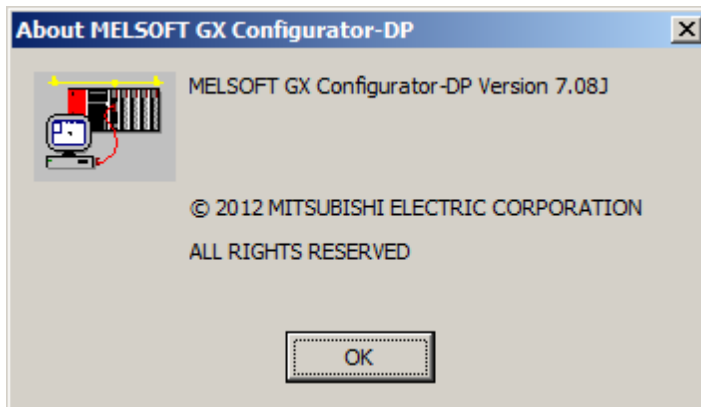 About MELSOFT GX Configurator-DP
MELSOFT GX Configurator-DP Version 7.08J
© 2012 MITSUBISHI ELECTRIC CORPORATION
ALL RIGHTS RESERVED
OK